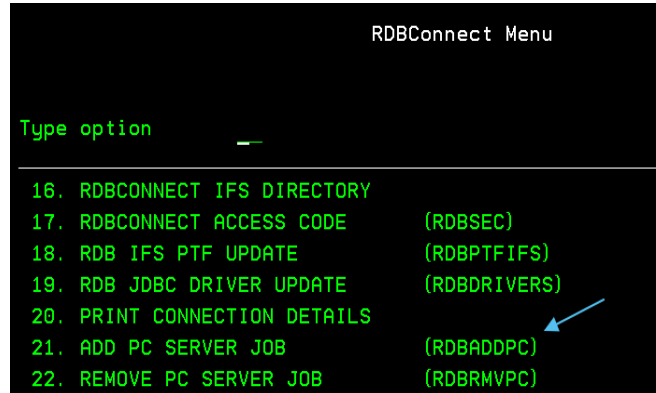 RDBConnect Menu
Type option
16. RDBCONNECT IFS DIRECTORY
17. RDBCONNECT ACCESS CODE (RDBSEC)
18. RDB IFS PTF UPDATE (RDBPTFIFS)
19. RDB JDBC DRIVER UPDATE (RDBDRIVERS)
20. PRINT CONNECTION DETAILS
21. ADD PC SERVER JOB (RDBADDPC)
22. REMOVE PC SERVER JOB (RDBRMVPC)